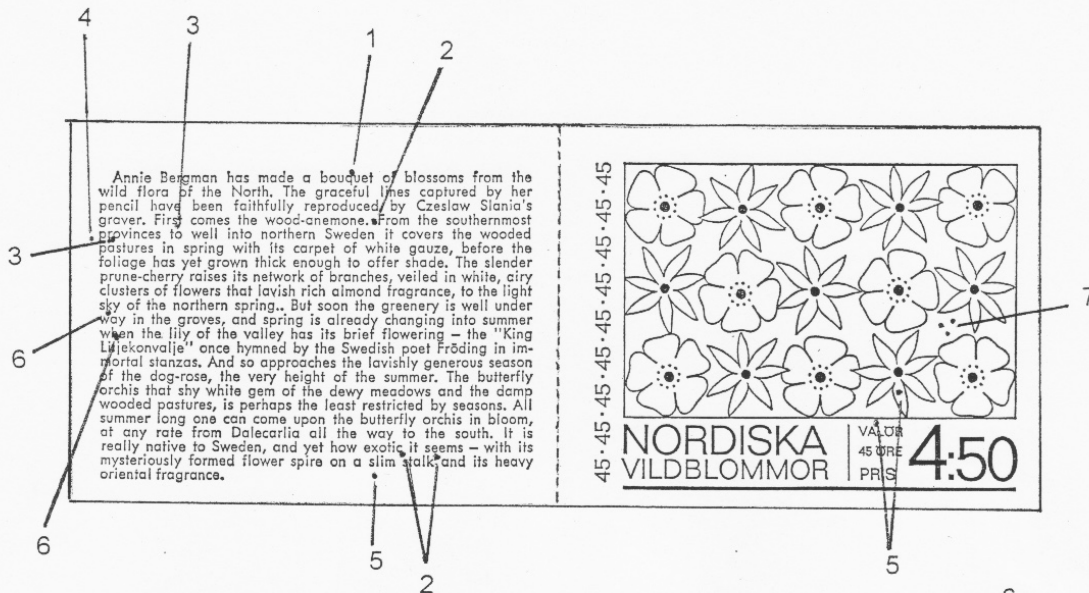 4
3
1
2
Annie Bergman has made a bouquet of blossoms from the
wild flora of the North. The graceful lines captured by her
pencil have been faithfully reproduced by Czeslaw Slania's
graver. First comes the wood-anemone. From the southernmost
provinces to well into northern Sweden it covers the wooded
pastures in spring with its carpet of white gauze, before the
foliage has yet grown thick enough to offer shade. The slender
prune-cherry raises its network of branches, veiled in white, airy
clusters of flowers that lavish rich almond fragrance, to the light
sky of the northern spring.. But soon the greenery is well under
way in the groves, and spring is already changing into summer
when the lily of the valley has its brief flowering – the "King
Liljekonvalje" once hymned by the Swedish poet Fröding in im-
mortal stanzas. And so approaches the lavishly generous season
of the dog-rose, the very height of the summer. The butterfly
orchis that shy white gem of the dewy meadows and the damp
wooded pastures, is perhaps the least restricted by seasons. All
summer long one can come upon the butterfly orchis in bloom,
at any rate from Dalecarlia all the way to the south. It is
really native to Sweden, and yet how exotic it seems – with its
mysteriously formed flower spire on a slim stalk and its heavy
oriental fragrance.
3
6
6
5
2
45·45·45·45·45·45·45·45
NORDISKA
VILDBLOMMOR
VALÖR
45 ÖRE
PRIS
4:50
7
5